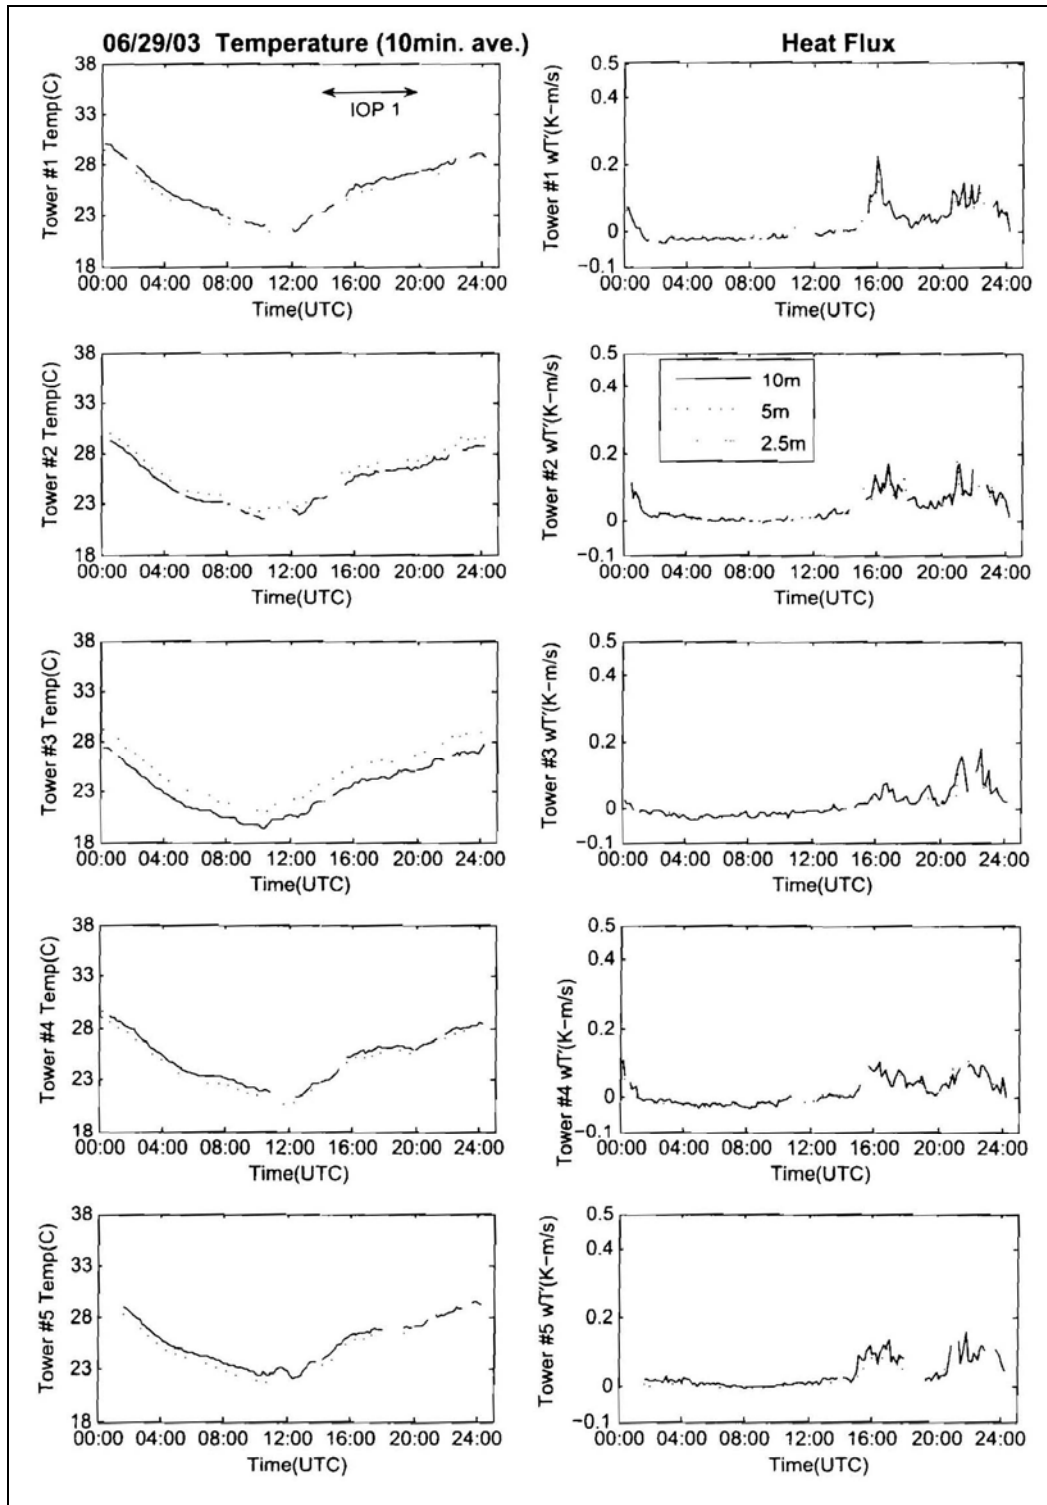 06/29/03 Temperature (10min. ave.)
Heat Flux
Tower #1 Temp(C)
38
33
28
23
18
IOP 1
00:00 04:00 08:00 12:00 16:00 20:00 24:00
Time(UTC)
Tower #1 wT'(K-m/s)
0.5
0.4
0.2
0
-0.1
00:00 04:00 08:00 12:00 16:00 20:00 24:00
Time(UTC)
Tower #2 Temp(C)
38
33
28
23
18
00:00 04:00 08:00 12:00 16:00 20:00 24:00
Time(UTC)
Tower #2 wT'(K-m/s)
0.5
0.4
0.2
0
-0.1
10m
5m
2.5m
00:00 04:00 08:00 12:00 16:00 20:00 24:00
Time(UTC)
Tower #3 Temp(C)
38
33
28
23
18
00:00 04:00 08:00 12:00 16:00 20:00 24:00
Time(UTC)
Tower #3 wT'(K-m/s)
0.5
0.4
0.2
0
-0.1
00:00 04:00 08:00 12:00 16:00 20:00 24:00
Time(UTC)
Tower #4 Temp(C)
38
33
28
23
18
00:00 04:00 08:00 12:00 16:00 20:00 24:00
Time(UTC)
Tower #4 wT'(K-m/s)
0.5
0.4
0.2
0
-0.1
00:00 04:00 08:00 12:00 16:00 20:00 24:00
Time(UTC)
Tower #5 Temp(C)
38
33
28
23
18
00:00 04:00 08:00 12:00 16:00 20:00 24:00
Time(UTC)
Tower #5 wT'(K-m/s)
0.5
0.4
0.2
0
-0.1
00:00 04:00 08:00 12:00 16:00 20:00 24:00
Time(UTC)